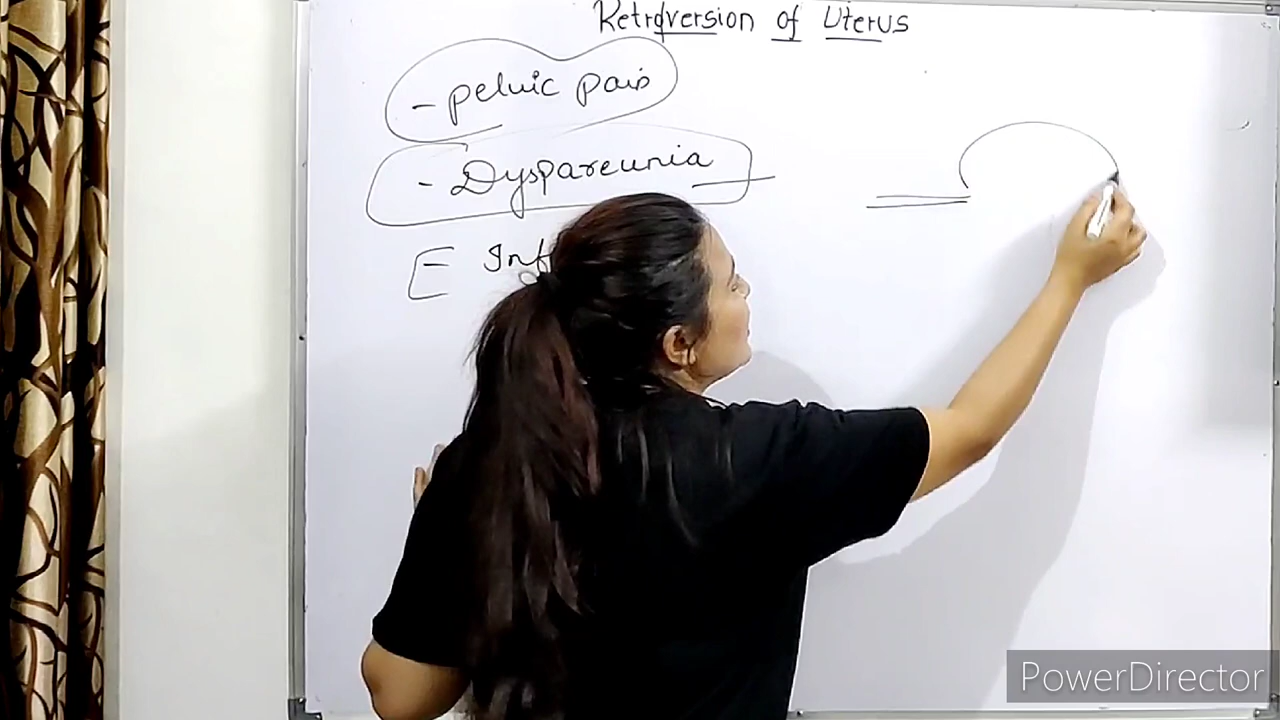 Retroversion of Uterus
- pelvic pain
- Dyspareunia
- Inf
PowerDirector